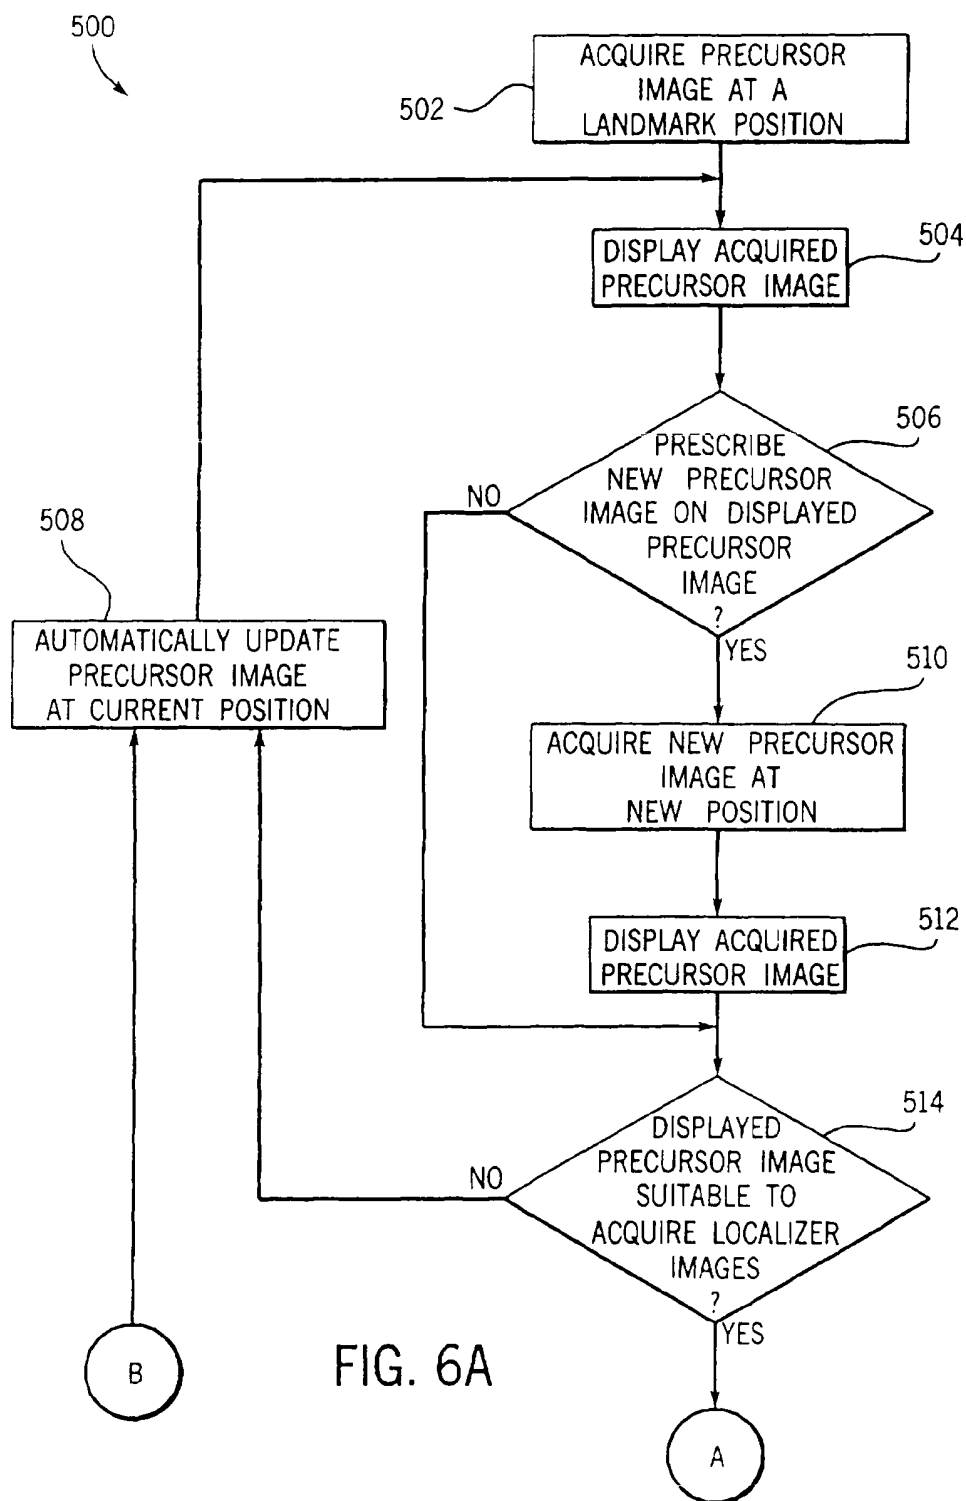 500
ACQUIRE PRECURSOR
IMAGE AT A
LANDMARK POSITION
502
DISPLAY ACQUIRED
PRECURSOR IMAGE
504
PRESCRIBE
NEW PRECURSOR
IMAGE ON DISPLAYED
PRECURSOR
IMAGE
?
506
NO
YES
508
AUTOMATICALLY UPDATE
PRECURSOR IMAGE
AT CURRENT POSITION
510
ACQUIRE NEW PRECURSOR
IMAGE AT
NEW POSITION
512
DISPLAY ACQUIRED
PRECURSOR IMAGE
514
DISPLAYED
PRECURSOR IMAGE
SUITABLE TO
ACQUIRE LOCALIZER
IMAGES
?
NO
YES
B
FIG. 6A
A